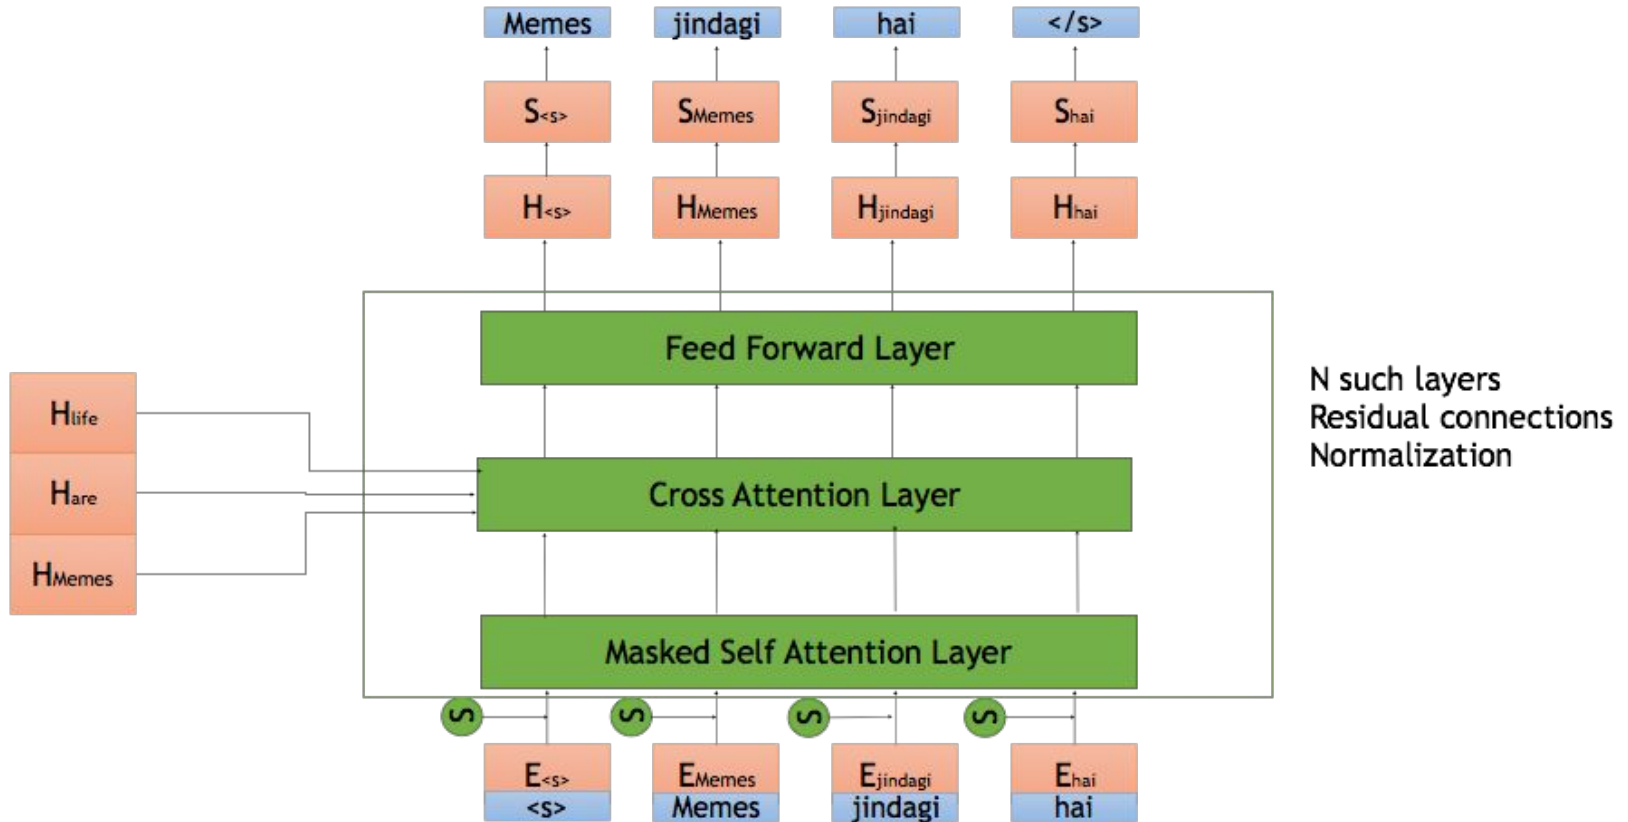 Memes jindagi hai </s>
S<s> SMemes Sjindagi Shai
H<s> HMemes Hjindagi Hhai
Feed Forward Layer
N such layers
Residual connections
Normalization
Hlife
Hare
HMemes
Cross Attention Layer
Masked Self Attention Layer
S S S S
E<s> EMemes Ejindagi Ehai
<s> Memes jindagi hai